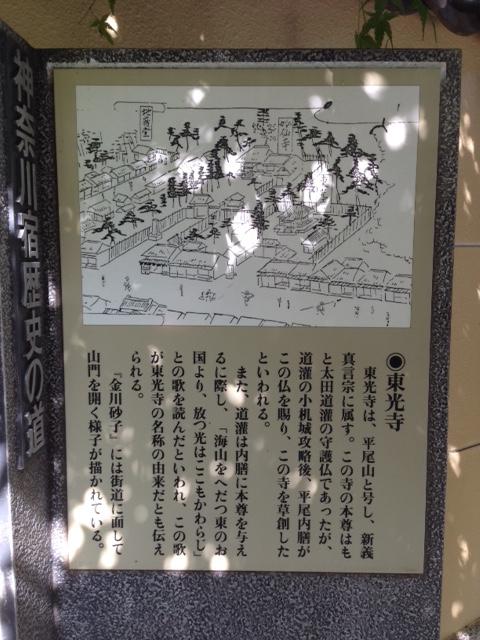 神奈川宿歴史の道
地蔵堂
妙仙寺
◉東光寺
東光寺は、平尾山と号し、新義
真言宗に属す。この寺の本尊はも
と太田道灌の守護仏であったが、
道灌の小机城攻略後、平尾内膳が
この仏を賜り、この寺を草創した
といわれる。
また、道灌は内膳に本尊を与え
るに際し、「海山をへだつ東のお
国より、放つ光はここもかわらじ」
との歌を読んだといわれ、この歌
が東光寺の名称の由来だとも伝え
られる。
『金川砂子』には街道に面して
山門を開く様子が描かれている。